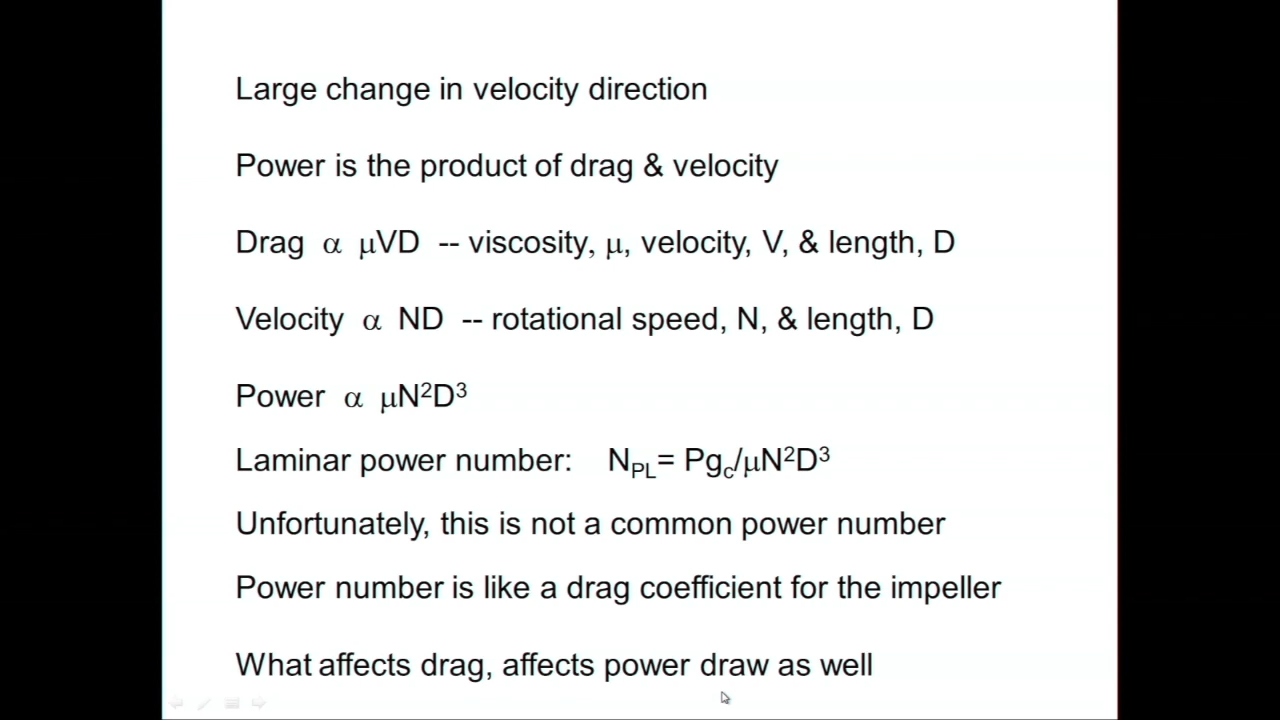 Large change in velocity direction
Power is the product of drag & velocity
Drag α μVD -- viscosity, μ, velocity, V, & length, D
Velocity α ND -- rotational speed, N, & length, D
Power α μN²D³
Laminar power number: N_PL= Pg_c/μN²D³
Unfortunately, this is not a common power number
Power number is like a drag coefficient for the impeller
What affects drag, affects power draw as well